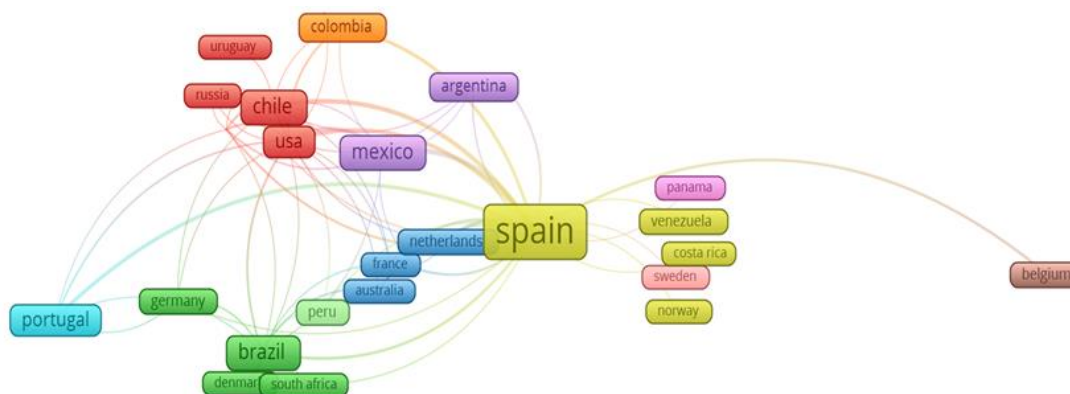 colombia
uruguay
argentina
russia
chile
usa
mexico
panama
spain
venezuela
netherlands
costa rica
france
sweden
belgium
australia
germany
norway
peru
portugal
brazil
denmar
south africa